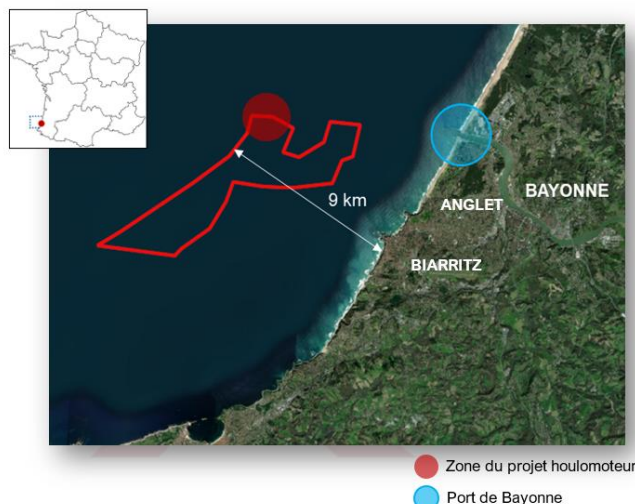 9 km
ANGLET
BAYONNE
BIARRITZ
Zone du projet houlomoteur
Port de Bayonne